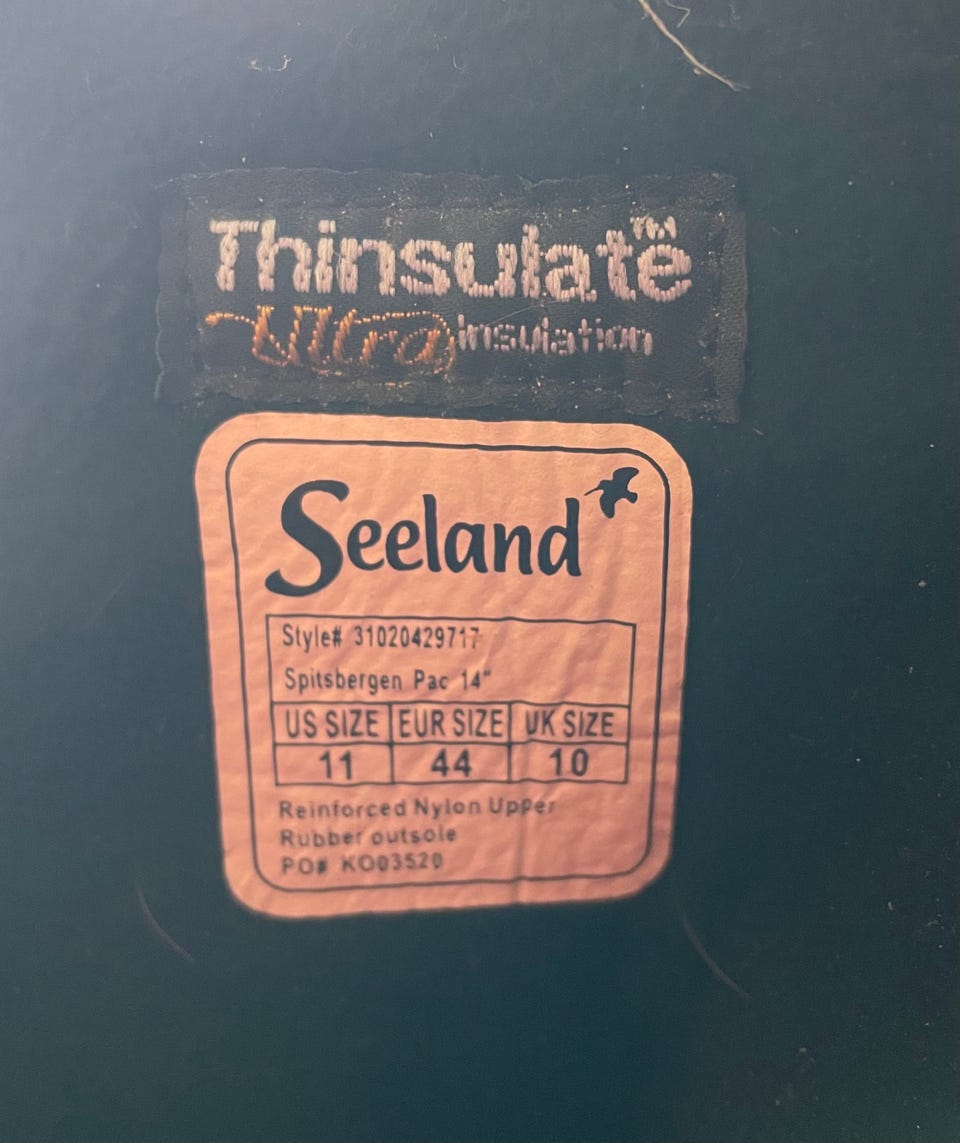 Thinsulate™
Ultra insulation
Seeland
Style# 31020429717
Spitsbergen Pac 14"
US SIZE EUR SIZE UK SIZE
11 44 10
Reinforced Nylon Upper
Rubber outsole
PO# KO03520